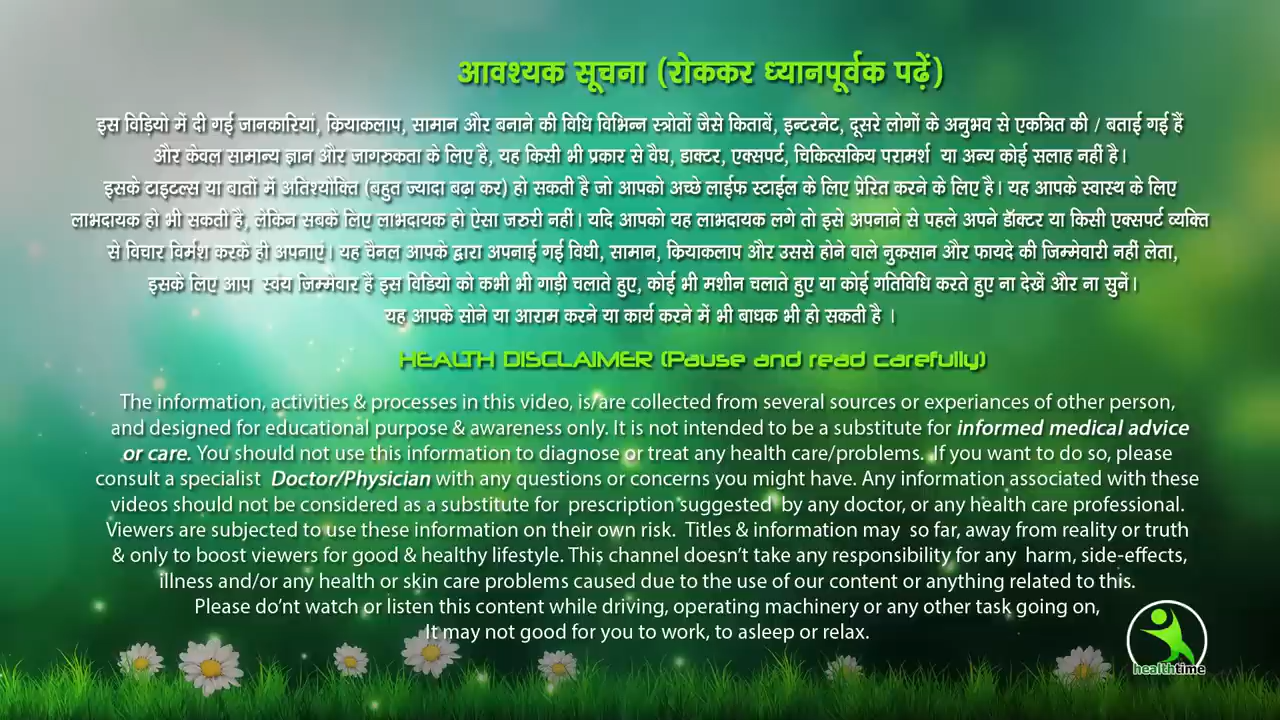 आवश्यक सूचना (रोककर ध्यानपूर्वक पढ़ें)
इस विड़ियो में दी गई जानकारियां, कियाकलाप, सामान और बनाने की विधि विभिन्न स्त्रोतों जैसे किताबें, इन्टरनेट, दूसरे लोगों के अनुभव से एकत्रित की / बताई गई हैं
और केवल सामान्य ज्ञान और जागरुकता के लिए है, यह किसी भी प्रकार से वैघ, डाक्टर, एक्सपर्ट, चिकित्सकिय परामर्श या अन्य कोई सलाह नहीं है।
इसके टाइटल्स या बातों में अतिश्योक्ति (बहुत ज्यादा बढ़ा कर) हो सकती है जो आपको अच्छे लाईफ स्टाईल के लिए प्रेरित करने के लिए है। यह आपके स्वास्थ के लिए
लाभदायक हो भी सकती है, लेकिन सबके लिए लाभदायक हो ऐसा जरुरी नहीं। यदि आपको यह लाभदायक लगे तो इसे अपनाने से पहले अपने डॉक्टर या किसी एक्सपर्ट व्यक्ति
से विचार विर्मश करके ही अपनाएं। यह चैनल आपके द्वारा अपनाई गई विधी, सामान, कियाकलाप और उससे होने वाले नुकसान और फायदे की जिम्मेवारी नहीं लेता,
इसके लिए आप स्वंय जिम्मेवार हैं इस विडियो को कभी भी गाड़ी चलाते हुए, कोई भी मशीन चलाते हुए या कोई गतिविधि करते हुए ना देखें और ना सुनें।
यह आपके सोने या आराम करने या कार्य करने में भी बाधक भी हो सकती है ।
HEALTH DISCLAIMER (Pause and read carefully)
The information, activities & processes in this video, is/are collected from several sources or experiances of other person,
and designed for educational purpose & awareness only. It is not intended to be a substitute for informed medical advice
or care. You should not use this information to diagnose or treat any health care/problems. If you want to do so, please
consult a specialist Doctor/Physician with any questions or concerns you might have. Any information associated with these
videos should not be considered as a substitute for prescription suggested by any doctor, or any health care professional.
Viewers are subjected to use these information on their own risk. Titles & information may so far, away from reality or truth
& only to boost viewers for good & healthy lifestyle. This channel doesn't take any responsibility for any harm, side-effects,
illness and/or any health or skin care problems caused due to the use of our content or anything related to this.
Please do'nt watch or listen this content while driving, operating machinery or any other task going on,
It may not good for you to work, to asleep or relax.
healthtime